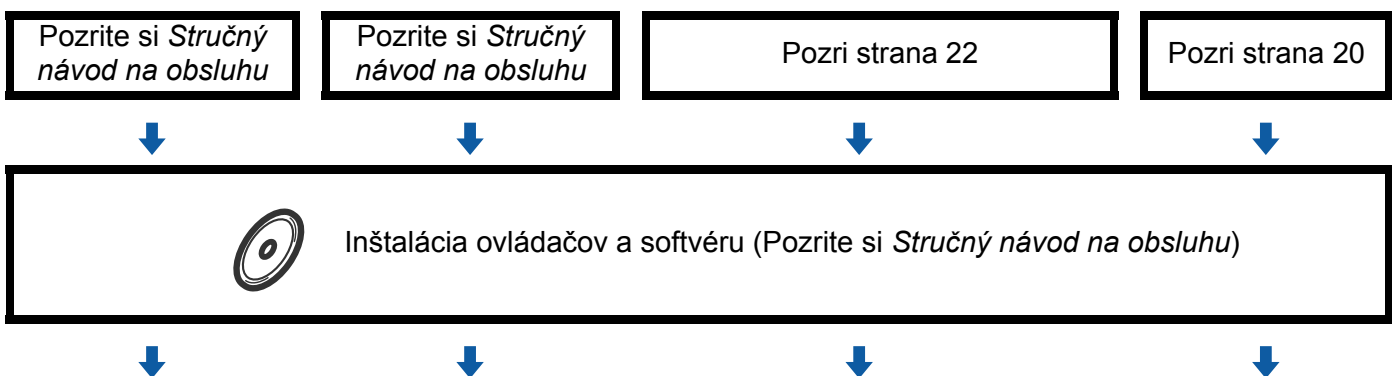 Pozrite si Stručný
návod na obsluhu
Pozrite si Stručný
návod na obsluhu
Pozri strana 22
Pozri strana 20
Inštalácia ovládačov a softvéru (Pozrite si Stručný návod na obsluhu)